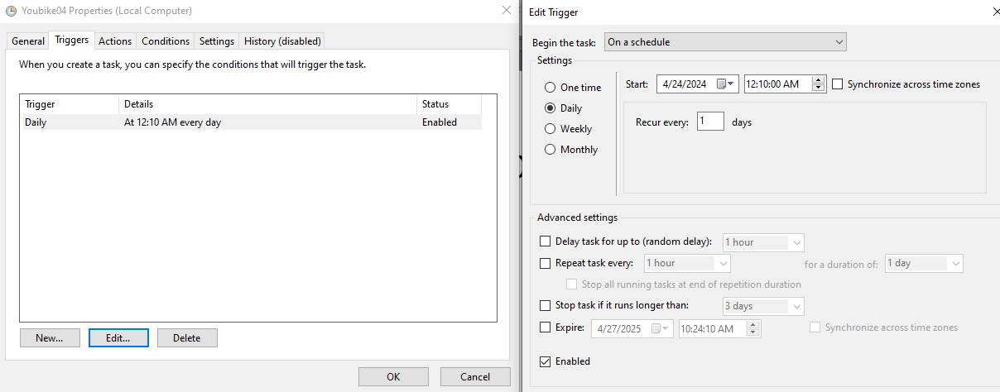 Youbike04 Properties (Local Computer)
General Triggers Actions Conditions Settings History (disabled)
When you create a task, you can specify the conditions that will trigger the task.
Trigger Details Status
Daily At 12:10 AM every day Enabled
New... Edit... Delete
OK Cancel
Edit Trigger
Begin the task: On a schedule
Settings
One time
Daily
Weekly
Monthly
Start: 4/24/2024 12:10:00 AM Synchronize across time zones
Recur every: 1 days
Advanced settings
Delay task for up to (random delay): 1 hour
Repeat task every: 1 hour for a duration of: 1 day
Stop all running tasks at end of repetition duration
Stop task if it runs longer than: 3 days
Expire: 4/27/2025 10:24:10 AM Synchronize across time zones
Enabled